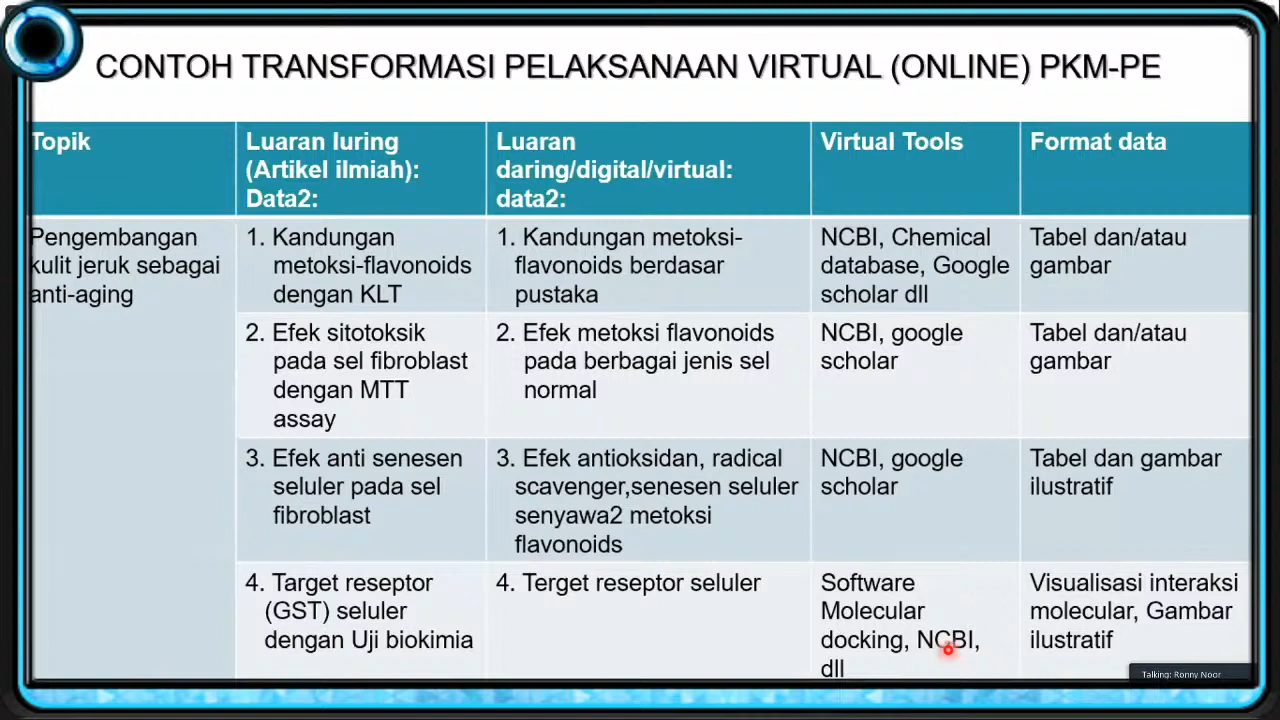 CONTOH TRANSFORMASI PELAKSANAAN VIRTUAL (ONLINE) PKM-PE
Topik
Luaran luring
(Artikel ilmiah):
Data2:
Luaran
daring/digital/virtual:
data2:
Virtual Tools
Format data
Pengembangan
kulit jeruk sebagai
anti-aging
1. Kandungan
metoksi-flavonoids
dengan KLT
1. Kandungan metoksi-
flavonoids berdasar
pustaka
NCBI, Chemical
database, Google
scholar dll
Tabel dan/atau
gambar
2. Efek sitotoksik
pada sel fibroblast
dengan MTT
assay
2. Efek metoksi flavonoids
pada berbagai jenis sel
normal
NCBI, google
scholar
Tabel dan/atau
gambar
3. Efek anti senesen
seluler pada sel
fibroblast
3. Efek antioksidan, radical
scavenger,senesen seluler
senyawa2 metoksi
flavonoids
NCBI, google
scholar
Tabel dan gambar
ilustratif
4. Target reseptor
(GST) seluler
dengan Uji biokimia
4. Terget reseptor seluler
Software
Molecular
docking, NCBI,
dll
Visualisasi interaksi
molecular, Gambar
ilustratif
Talking: Ronny Noor